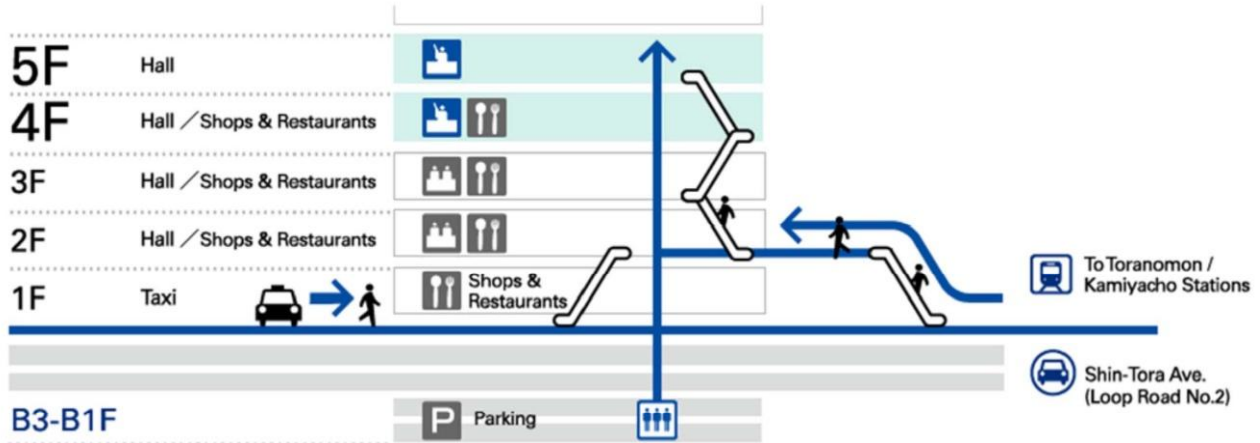 5F Hall
4F Hall／Shops & Restaurants
3F Hall／Shops & Restaurants
2F Hall／Shops & Restaurants
1F Taxi
Shops &
Restaurants
To Toranomon /
Kamiyacho Stations
Shin-Tora Ave.
(Loop Road No.2)
B3-B1F P Parking